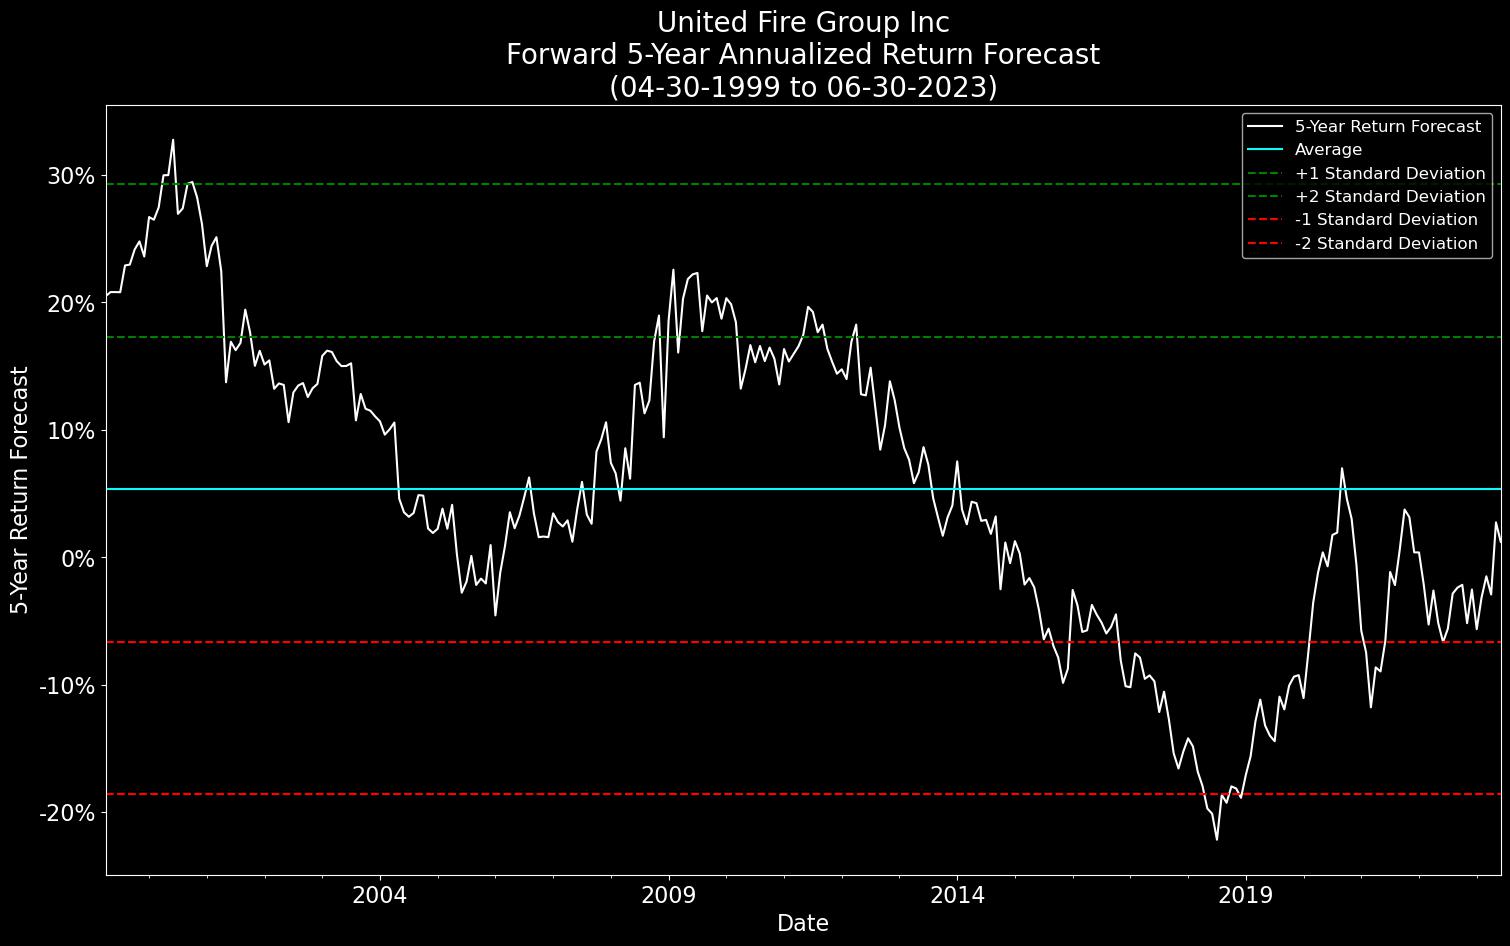 United Fire Group Inc
Forward 5-Year Annualized Return Forecast
(04-30-1999 to 06-30-2023)
5-Year Return Forecast
Average
+1 Standard Deviation
+2 Standard Deviation
-1 Standard Deviation
-2 Standard Deviation
30%
20%
10%
0%
-10%
-20%
5-Year Return Forecast
2004
2009
2014
2019
Date